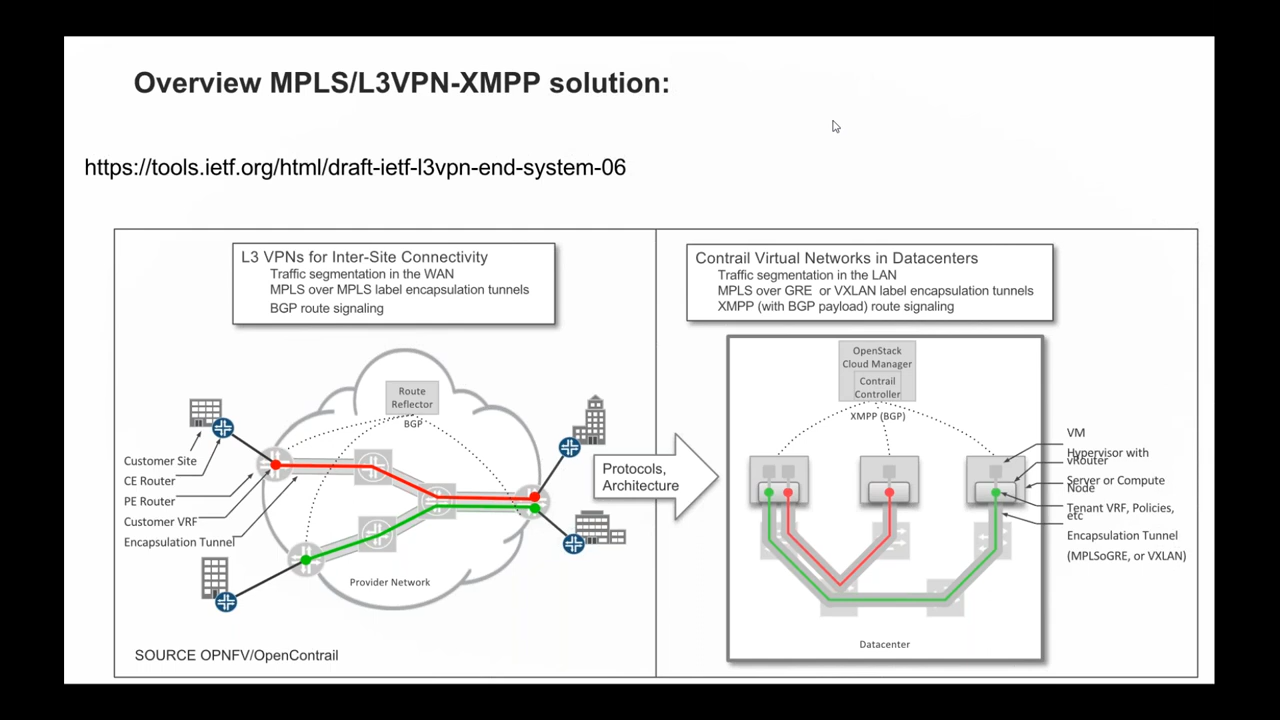 Overview MPLS/L3VPN-XMPP solution:
https://tools.ietf.org/html/draft-ietf-l3vpn-end-system-06
L3 VPNs for Inter-Site Connectivity
Traffic segmentation in the WAN
MPLS over MPLS label encapsulation tunnels
BGP route signaling
Route
Reflector
BGP
Customer Site
CE Router
PE Router
Customer VRF
Encapsulation Tunnel
Provider Network
SOURCE OPNFV/OpenContrail
Protocols,
Architecture
Contrail Virtual Networks in Datacenters
Traffic segmentation in the LAN
MPLS over GRE or VXLAN label encapsulation tunnels
XMPP (with BGP payload) route signaling
OpenStack
Cloud Manager
Contrail
Controller
XMPP (BGP)
VM
Hypervisor with
vRouter
Server or Compute
Node
Tenant VRF, Policies,
etc
Encapsulation Tunnel
(MPLSoGRE, or VXLAN)
Datacenter